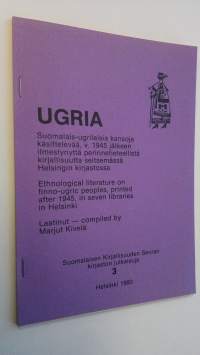 UGRIA
Suomalais-ugrilaisia kansoja
käsittelevää, v. 1945 jälkeen
ilmestynyttä perinnetieteellistä
kirjallisuutta seitsemässä
Helsingin kirjastossa
Ethnological literature on
finno-ugric peoples, printed
after 1945, in seven libraries
in Helsinki
Laatinut — compiled by
Marjut Kivelä
Suomalaisen Kirjallisuuden Seuran
kirjaston julkaisuja
3
Helsinki 1980